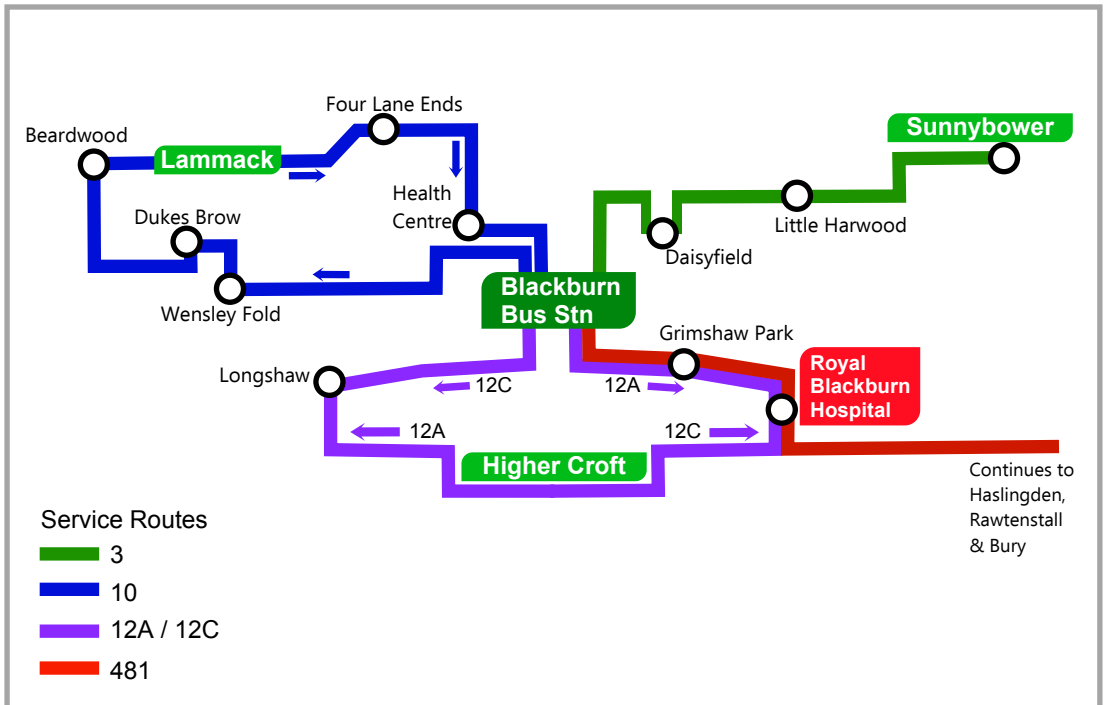 Four Lane Ends
Beardwood
Sunnybower
Lammack
Health
Centre
Dukes Brow
Little Harwood
Daisyfield
Wensley Fold
Blackburn
Bus Stn
Grimshaw Park
Royal
Blackburn
Hospital
Longshaw
12C
12A
12A
12C
Higher Croft
Continues to
Haslingden,
Rawtenstall
& Bury
Service Routes
3
10
12A / 12C
481